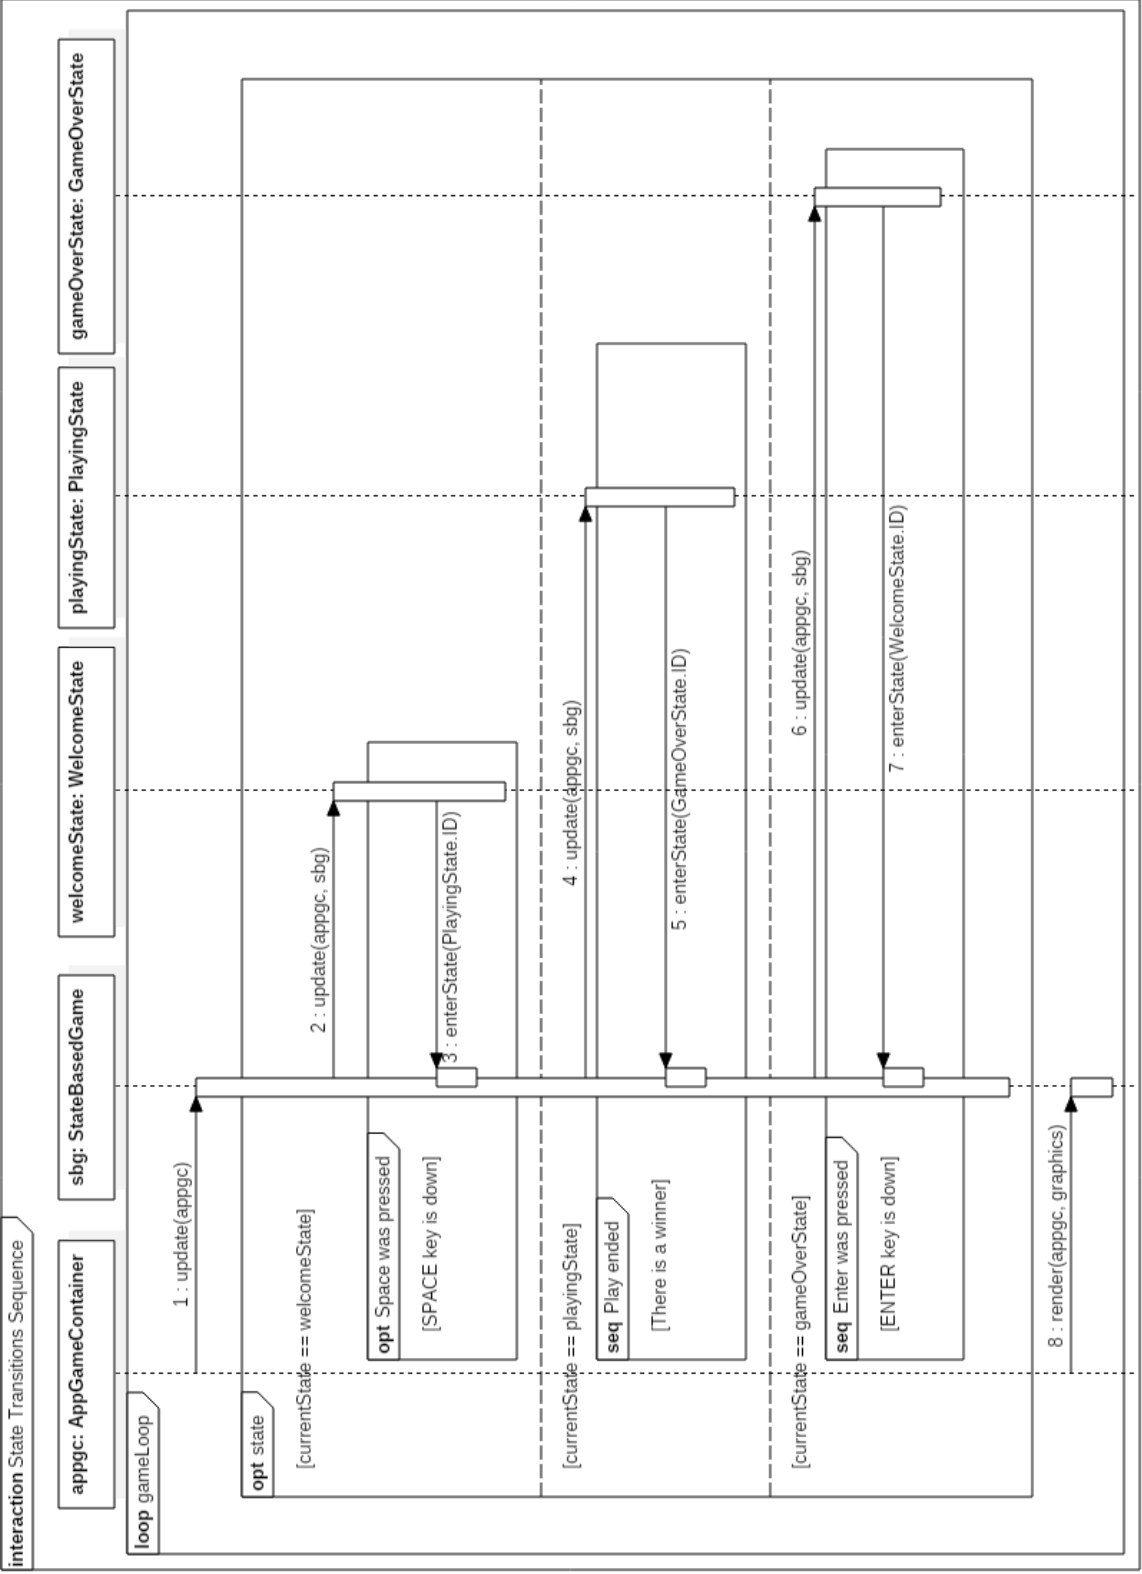 interaction State Transitions Sequence
appgc: AppGameContainer
sbg: StateBasedGame
welcomeState: WelcomeState
playingState: PlayingState
gameOverState: GameOverState
loop gameLoop
1 : update(appgc)
opt state
[currentState == welcomeState]
2 : update(appgc, sbg)
opt Space was pressed
[SPACE key is down]
3 : enterState(PlayingState.ID)
[currentState == playingState]
4 : update(appgc, sbg)
seq Play ended
[There is a winner]
5 : enterState(GameOverState.ID)
[currentState == gameOverState]
6 : update(appgc, sbg)
seq Enter was pressed
[ENTER key is down]
7 : enterState(WelcomeState.ID)
8 : render(appgc, graphics)